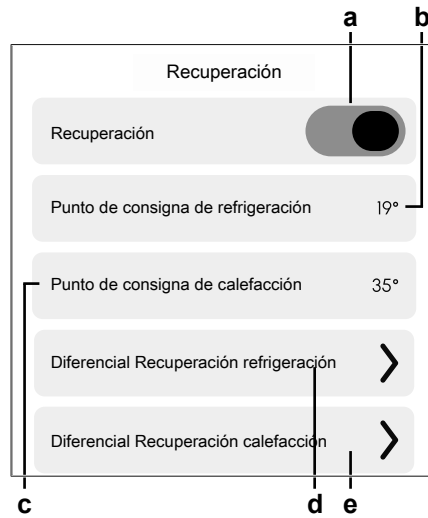 a b
Recuperación
Recuperación
Punto de consigna de refrigeración 19°
Punto de consigna de calefacción 35°
Diferencial Recuperación refrigeración
Diferencial Recuperación calefacción
c d e